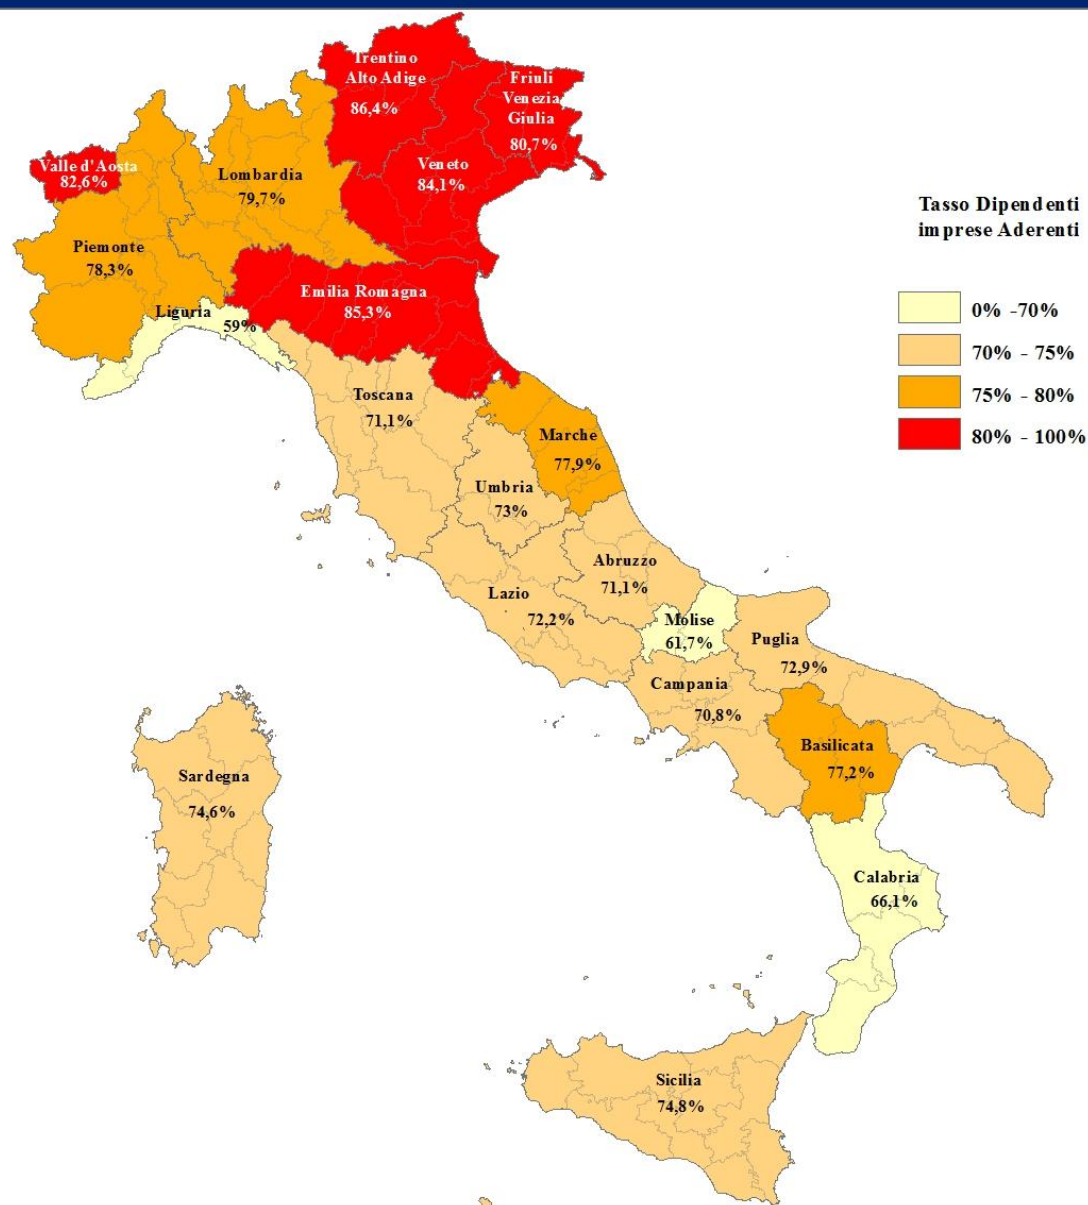 Trentino
Alto Adige
86,4%
Friuli
Venezia
Giulia
80,7%
Valle d'Aosta
82,6%
Lombardia
79,7%
Veneto
84,1%
Piemonte
78,3%
Emilia Romagna
85,3%
Liguria
59%
Tasso Dipendenti
imprese Aderenti
0% -70%
70% - 75%
75% - 80%
80% - 100%
Toscana
71,1%
Marche
77,9%
Umbria
73%
Abruzzo
71,1%
Lazio
72,2%
Molise
61,7%
Puglia
72,9%
Campania
70,8%
Basilicata
77,2%
Sardegna
74,6%
Calabria
66,1%
Sicilia
74,8%